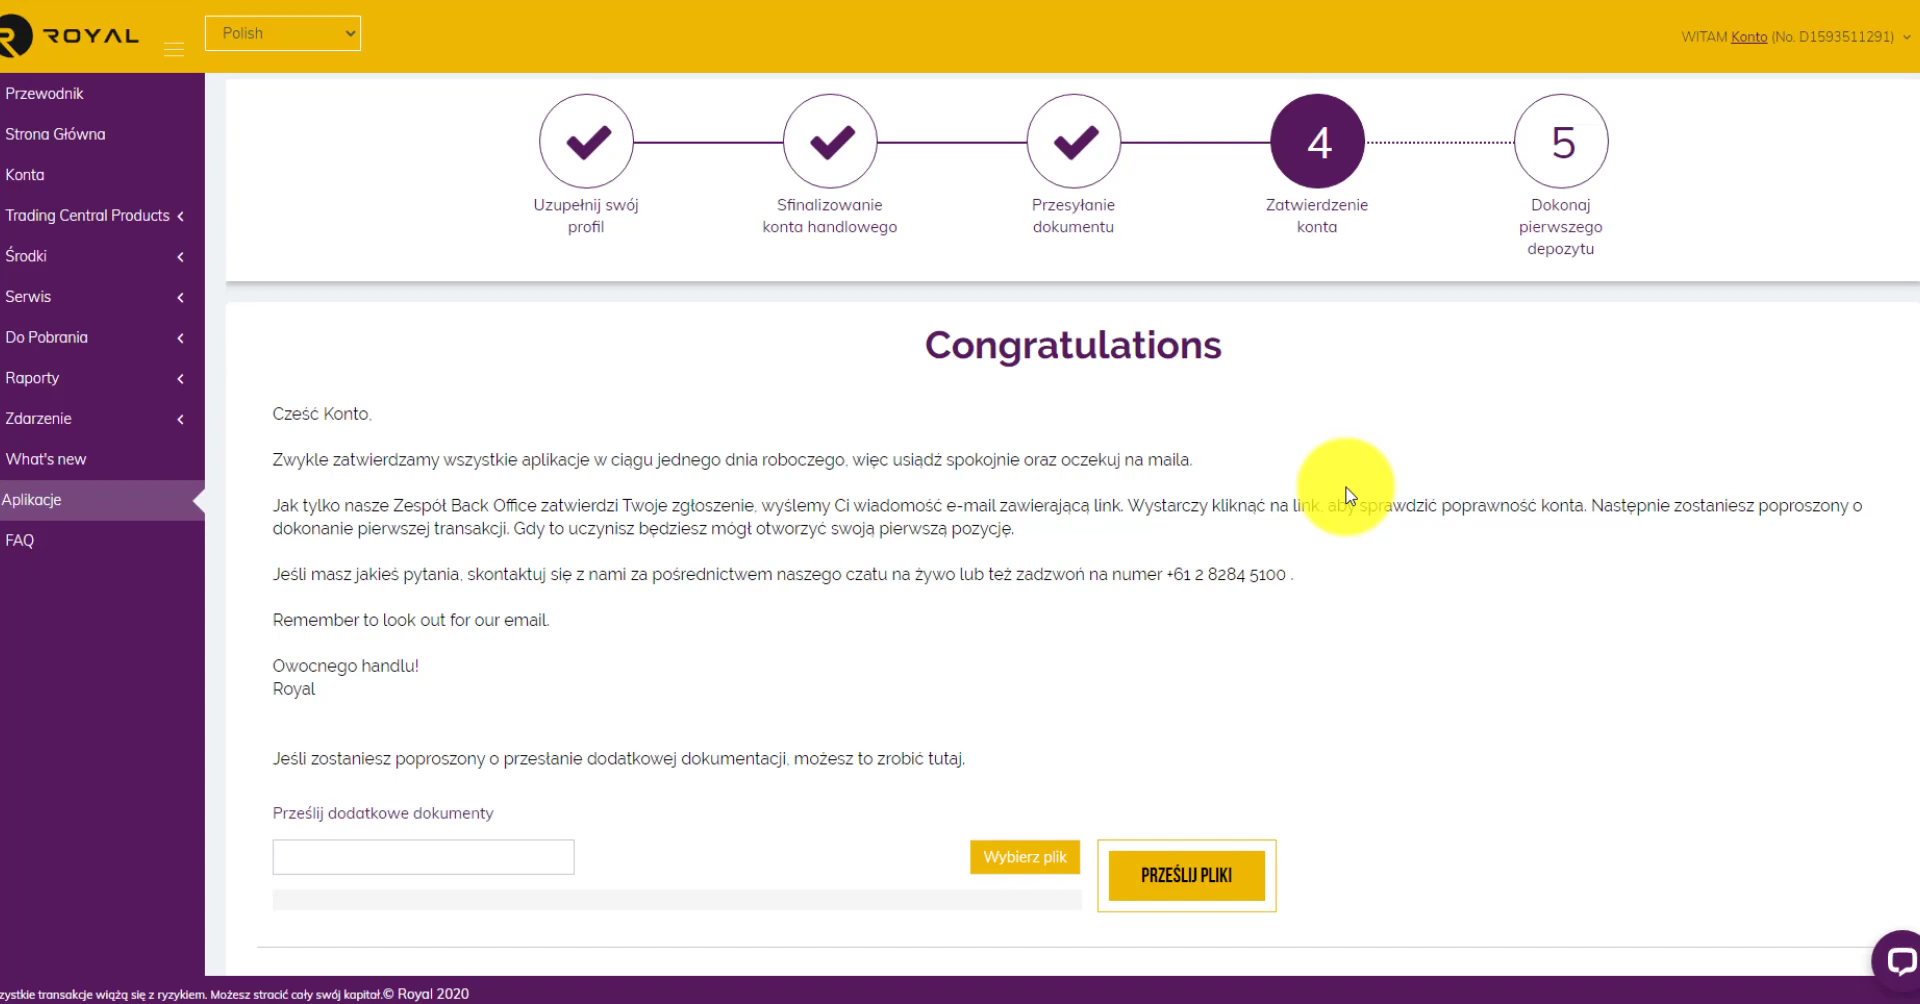 ROYAL
Polish
WITAM Konto (No. D1593511291)
Przewodnik
Strona Główna
Konta
Trading Central Products
Środki
Serwis
Do Pobrania
Raporty
Zdarzenie
What's new
Aplikacje
FAQ
4
5
Uzupełnij swój
profil
Sfinalizowanie
konta handlowego
Przesyłanie
dokumentu
Zatwierdzenie
konta
Dokonaj
pierwszego
depozytu
Congratulations
Cześć Konto,
Zwykle zatwierdzamy wszystkie aplikacje w ciągu jednego dnia roboczego, więc usiądź spokojnie oraz oczekuj na maila.
Jak tylko nasze Zespół Back Office zatwierdzi Twoje zgłoszenie, wyślemy Ci wiadomość e-mail zawierającą link. Wystarczy kliknąć na link, aby sprawdzić poprawność konta. Następnie zostaniesz poproszony o
dokonanie pierwszej transakcji. Gdy to uczynisz będziesz mógł otworzyć swoją pierwszą pozycję.
Jeśli masz jakieś pytania, skontaktuj się z nami za pośrednictwem naszego czatu na żywo lub też zadzwoń na numer +61 2 8284 5100 .
Remember to look out for our email.
Owocnego handlu!
Royal
Jeśli zostaniesz poproszony o przesłanie dodatkowej dokumentacji, możesz to zrobić tutaj.
Prześlij dodatkowe dokumenty
Wybierz plik
PRZEŚLIJ PLIKI
zystkie transakcje wiążą się z ryzykiem. Możesz stracić cały swój kapitał.© Royal 2020